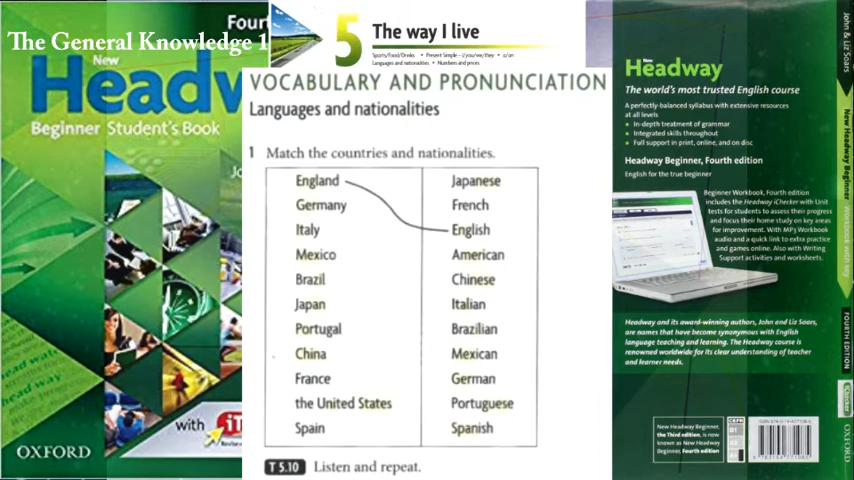 The General Knowledge 1
Fourt
New
Headw
Beginner Student's Book
Jo
with iT
OXFORD
5 The way I live
Sports/Food/Drinks • Present Simple – I/you/we/they • a/an
Languages and nationalities • Numbers and prices
VOCABULARY AND PRONUNCIATION
Languages and nationalities
1 Match the countries and nationalities.
England Japanese
Germany French
Italy English
Mexico American
Brazil Chinese
Japan Italian
Portugal Brazilian
China Mexican
France German
the United States Portuguese
Spain Spanish
T 5.10 Listen and repeat.
New
Headway
The world's most trusted English course
A perfectly-balanced syllabus with extensive resources
at all levels
• In-depth treatment of grammar
• Integrated skills throughout
• Full support in print, online, and on disc
Headway Beginner, Fourth edition
English for the true beginner
Beginner Workbook, Fourth edition
includes the Headway iChecker with Unit
tests for students to assess their progress
and focus their home study on key areas
for improvement. With MP3 Workbook
audio and a quick link to extra practice
and games online. Also with Writing
Support activities and worksheets.
Headway and its award-winning authors, John and Liz Soars,
are names that have become synonymous with English
language teaching and learning. The Headway course is
renowned worldwide for its clear understanding of teacher
and learner needs.
New Headway Beginner,
the Third edition, is now
known as New Headway
Beginner, Fourth edition
CEFR
B1
A2
A1
John & Liz Soars
New Headway Beginner
Workbook with key
FOURTH EDITION
iChecker
OXFORD